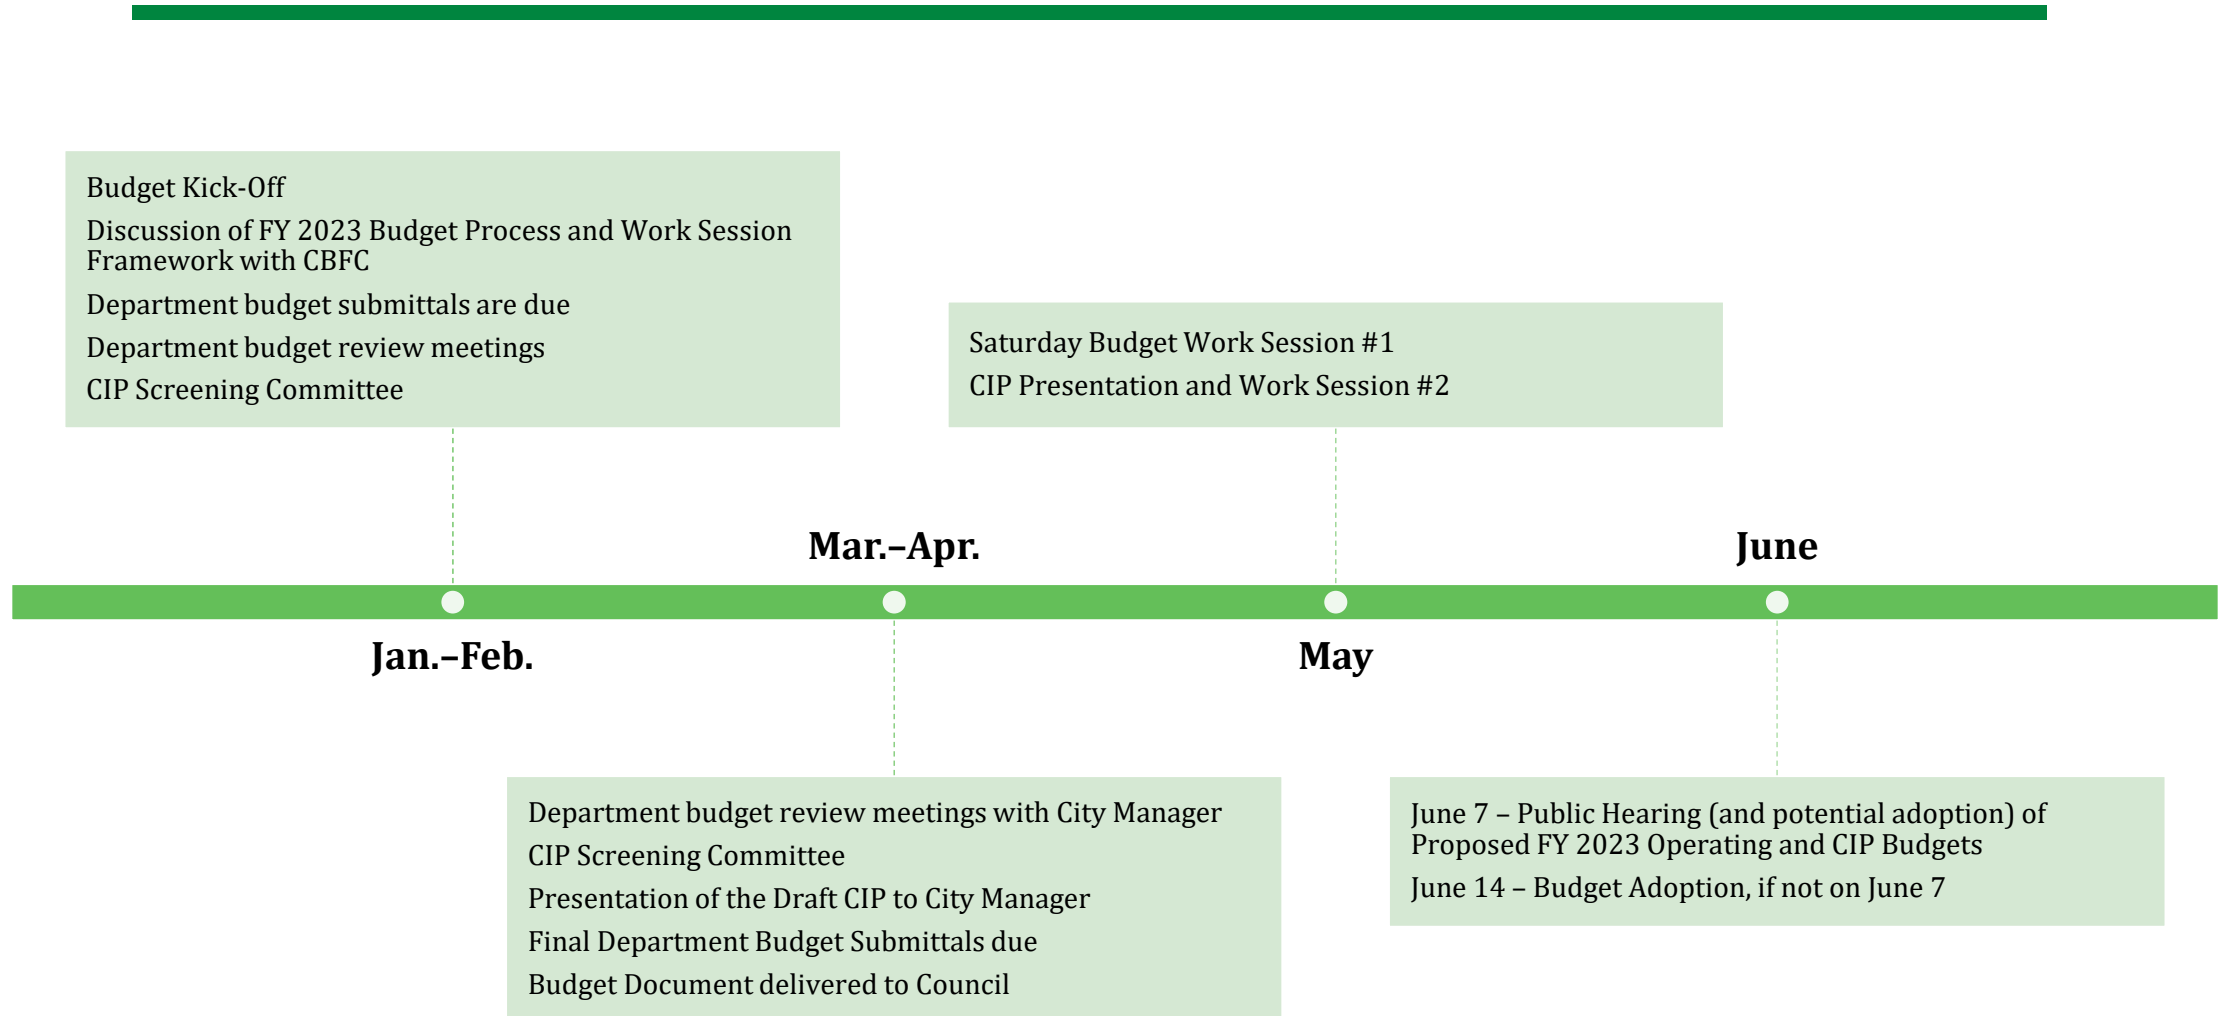 Budget Kick-Off
Discussion of FY 2023 Budget Process and Work Session
Framework with CBFC
Department budget submittals are due
Department budget review meetings
CIP Screening Committee
Jan.–Feb.
Mar.–Apr.
Department budget review meetings with City Manager
CIP Screening Committee
Presentation of the Draft CIP to City Manager
Final Department Budget Submittals due
Budget Document delivered to Council
Saturday Budget Work Session #1
CIP Presentation and Work Session #2
May
June
June 7 – Public Hearing (and potential adoption) of
Proposed FY 2023 Operating and CIP Budgets
June 14 – Budget Adoption, if not on June 7